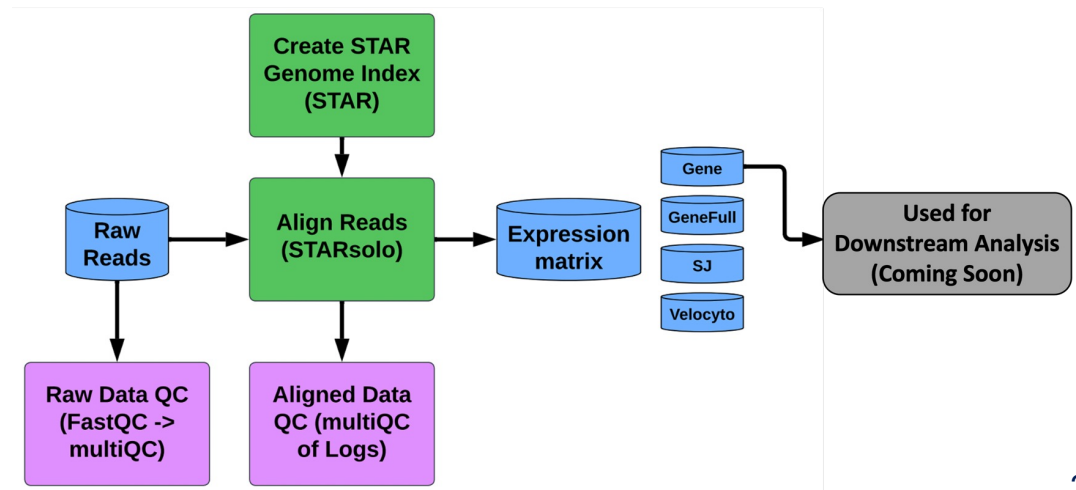 Create STAR
Genome Index
(STAR)
Raw
Reads
Align Reads
(STARsolo)
Expression
matrix
Gene
GeneFull
SJ
Velocyto
Used for
Downstream Analysis
(Coming Soon)
Raw Data QC
(FastQC ->
multiQC)
Aligned Data
QC (multiQC
of Logs)